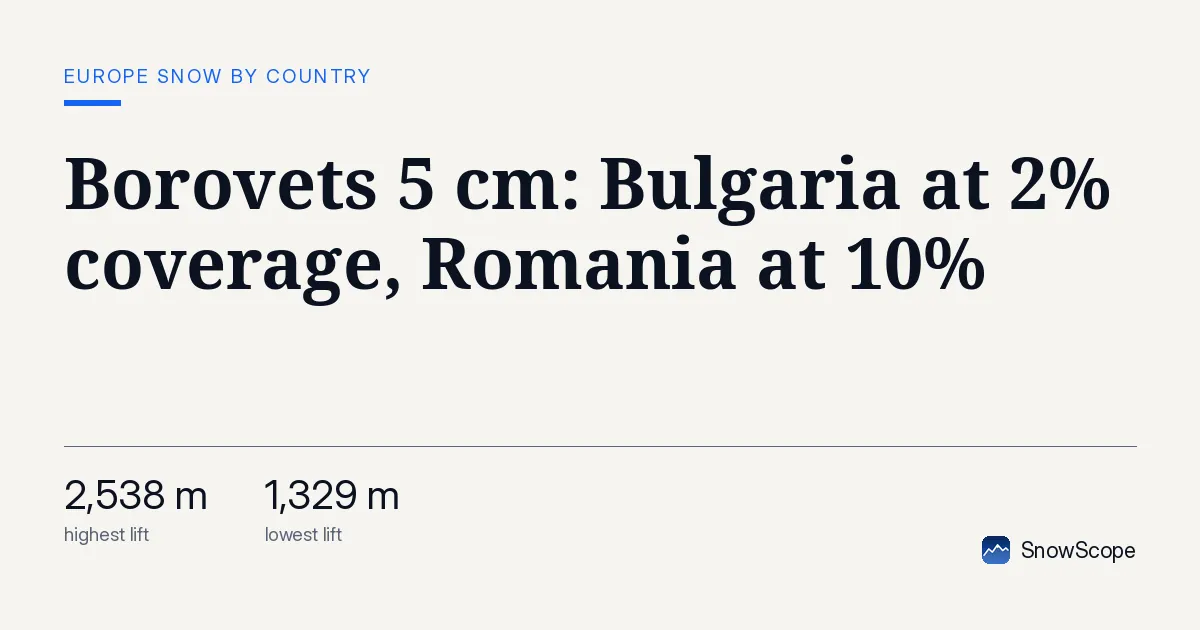 EUROPE SNOW BY COUNTRY
Borovets 5 cm: Bulgaria at 2%
coverage, Romania at 10%
2,538 m
highest lift
1,329 m
lowest lift
SnowScope